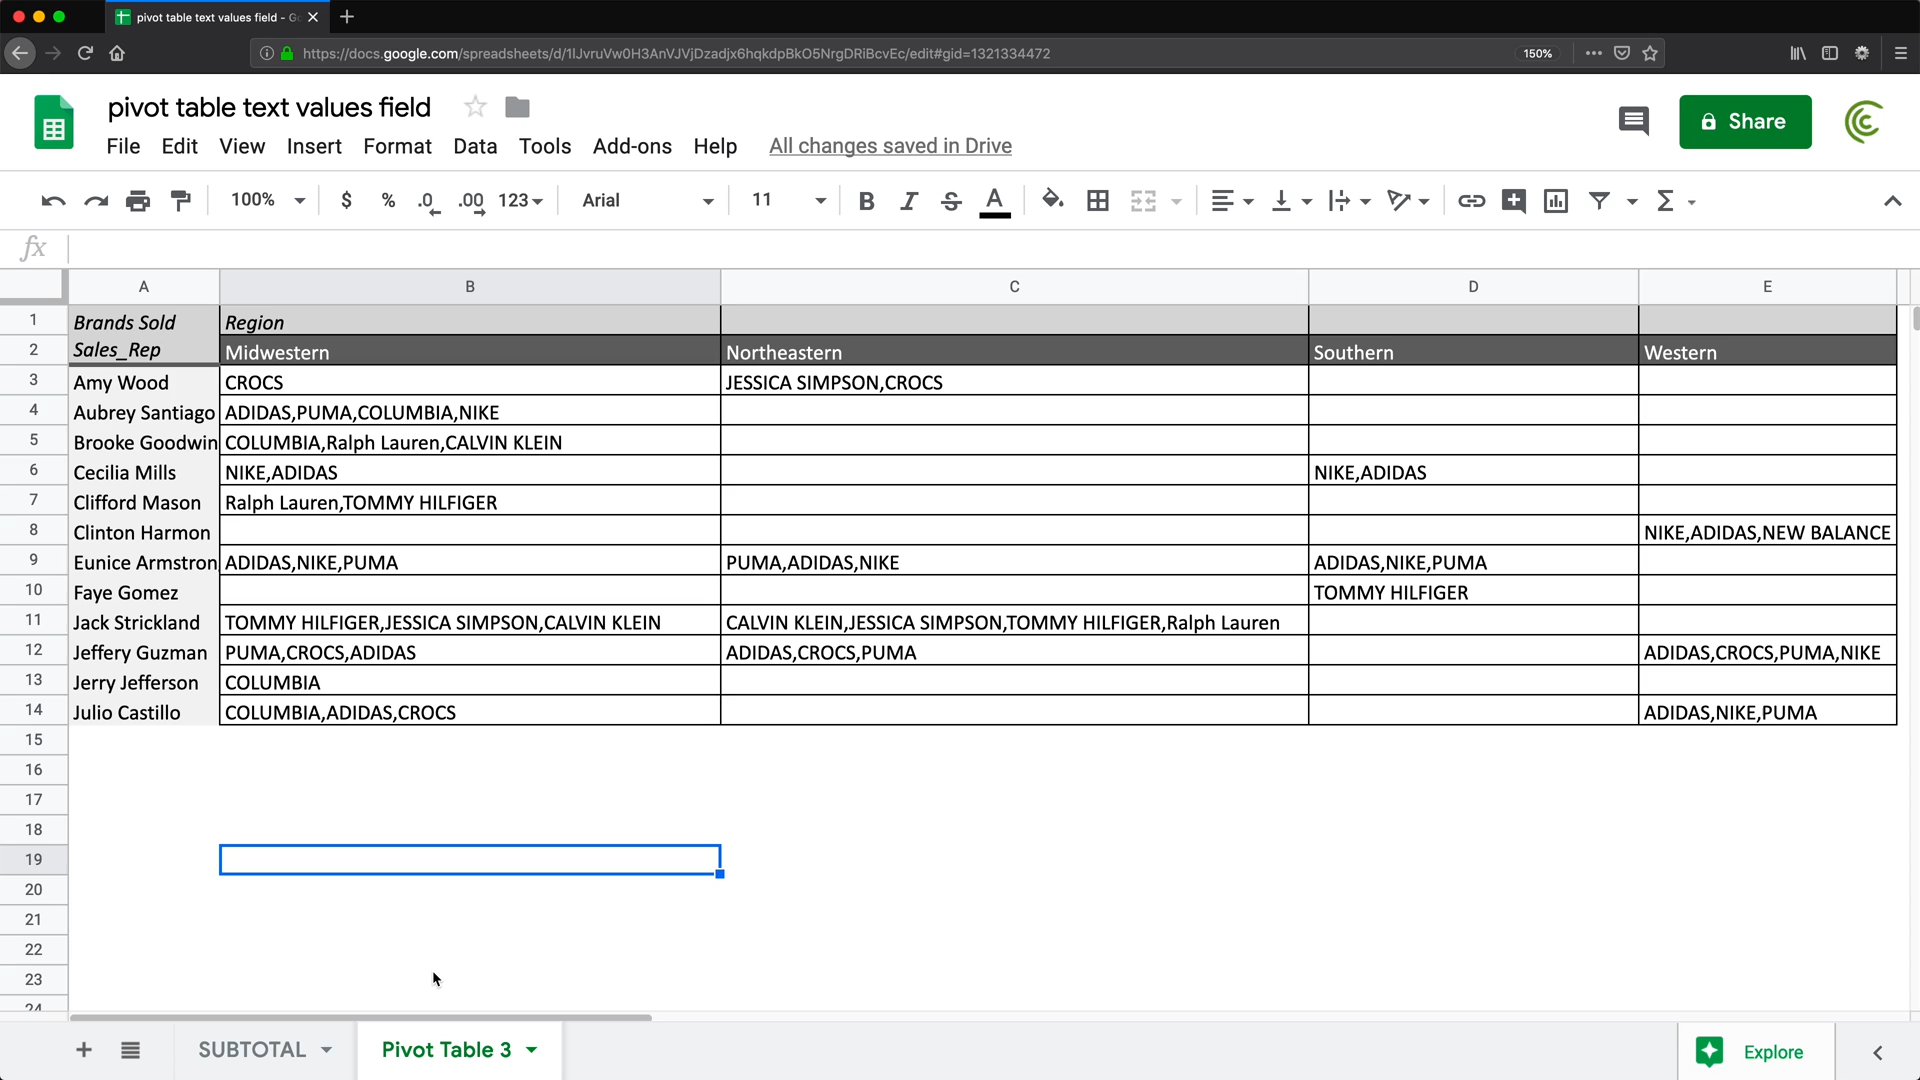 pivot table text values field - Go
https://docs.google.com/spreadsheets/d/1IJvruVw0H3AnVJVjDzadjx6hqkdpBkO5NrgDRiBcvEc/edit#gid=1321334472 150%
pivot table text values field
Share
File Edit View Insert Format Data Tools Add-ons Help All changes saved in Drive
100% $ % .0 .00 123 Arial 11 B I S A
fx
A B C D E
1 Brands Sold Region
2 Sales_Rep Midwestern Northeastern Southern Western
3 Amy Wood CROCS JESSICA SIMPSON,CROCS
4 Aubrey Santiago ADIDAS,PUMA,COLUMBIA,NIKE
5 Brooke Goodwin COLUMBIA,Ralph Lauren,CALVIN KLEIN
6 Cecilia Mills NIKE,ADIDAS NIKE,ADIDAS
7 Clifford Mason Ralph Lauren,TOMMY HILFIGER
8 Clinton Harmon NIKE,ADIDAS,NEW BALANCE
9 Eunice Armstron ADIDAS,NIKE,PUMA PUMA,ADIDAS,NIKE ADIDAS,NIKE,PUMA
10 Faye Gomez TOMMY HILFIGER
11 Jack Strickland TOMMY HILFIGER,JESSICA SIMPSON,CALVIN KLEIN CALVIN KLEIN,JESSICA SIMPSON,TOMMY HILFIGER,Ralph Lauren
12 Jeffery Guzman PUMA,CROCS,ADIDAS ADIDAS,CROCS,PUMA ADIDAS,CROCS,PUMA,NIKE
13 Jerry Jefferson COLUMBIA
14 Julio Castillo COLUMBIA,ADIDAS,CROCS ADIDAS,NIKE,PUMA
15
16
17
18
19
20
21
22
23
24
SUBTOTAL Pivot Table 3 Explore